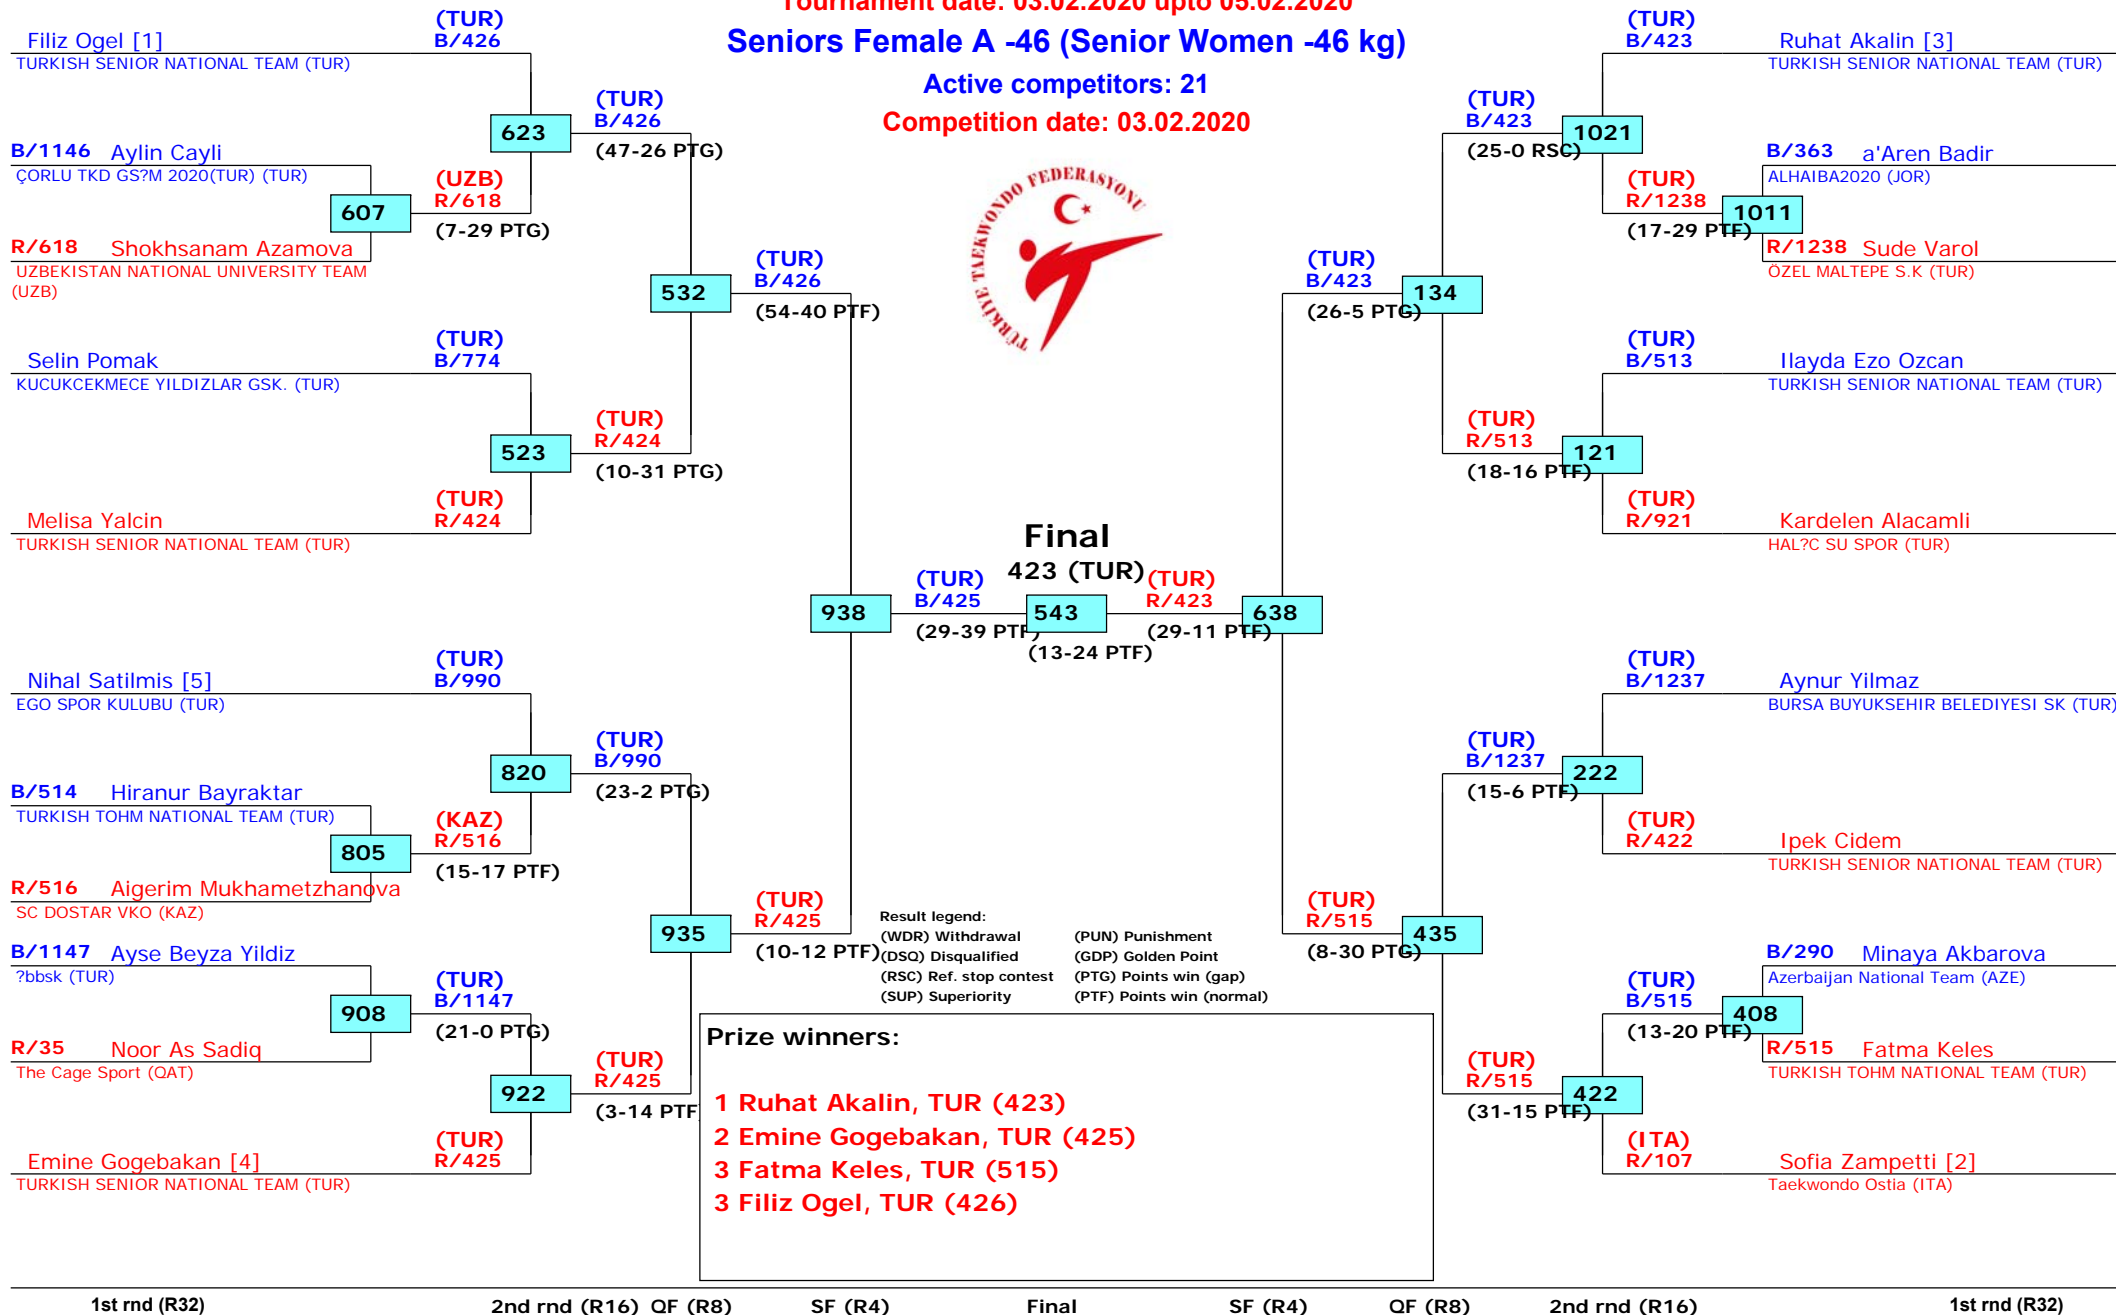 Tournament date: 03.02.2020 upto 05.02.2020
Seniors Female A -46 (Senior Women -46 kg)
Active competitors: 21
Competition date: 03.02.2020
TÜRKİYE TAEKWONDO FEDERASYONU
(TUR)
Filiz Ogel [1] B/426
TURKISH SENIOR NATIONAL TEAM (TUR)
B/1146 Aylin Cayli
ÇORLU TKD GS?M 2020(TUR) (TUR)
607
R/618 Shokhsanam Azamova
UZBEKISTAN NATIONAL UNIVERSITY TEAM
(UZB)
(UZB)
R/618
(7-29 PTG)
623
(TUR)
B/426
(47-26 PTG)
(TUR)
Selin Pomak B/774
KUCUKCEKMECE YILDIZLAR GSK. (TUR)
523
(TUR)
Melisa Yalcin R/424
TURKISH SENIOR NATIONAL TEAM (TUR)
(TUR)
R/424
(10-31 PTG)
532
(TUR)
B/426
(54-40 PTF)
(TUR)
Nihal Satilmis [5] B/990
EGO SPOR KULUBU (TUR)
B/514 Hiranur Bayraktar
TURKISH TOHM NATIONAL TEAM (TUR)
805
R/516 Aigerim Mukhametzhanova
SC DOSTAR VKO (KAZ)
(KAZ)
R/516
(15-17 PTF)
820
(TUR)
B/990
(23-2 PTG)
B/1147 Ayse Beyza Yildiz
?bbsk (TUR)
908
R/35 Noor As Sadiq
The Cage Sport (QAT)
(TUR)
B/1147
(21-0 PTG)
922
(TUR)
Emine Gogebakan [4] R/425
TURKISH SENIOR NATIONAL TEAM (TUR)
(TUR)
R/425
(3-14 PTF
935
(TUR)
R/425
(10-12 PTF)
938
(TUR)
B/425
(29-39 PTF)
Final
423 (TUR)
543
(13-24 PTF)
(TUR)
R/423
(29-11 PTF)
638
(TUR)
B/423
(26-5 PTG)
134
(TUR)
B/423
(25-0 RSC)
1021
(TUR)
B/423 Ruhat Akalin [3]
TURKISH SENIOR NATIONAL TEAM (TUR)
B/363 a'Aren Badir
ALHAIBA2020 (JOR)
(TUR)
R/1238
(17-29 PTF)
1011
R/1238 Sude Varol
ÖZEL MALTEPE S.K (TUR)
(TUR)
B/513 Ilayda Ezo Ozcan
TURKISH SENIOR NATIONAL TEAM (TUR)
(TUR)
R/513
(18-16 PTF)
121
(TUR)
R/921 Kardelen Alacamli
HAL?C SU SPOR (TUR)
(TUR)
B/1237 Aynur Yilmaz
BURSA BUYUKSEHIR BELEDIYESI SK (TUR)
(TUR)
B/1237
(15-6 PTF)
222
(TUR)
R/422 Ipek Cidem
TURKISH SENIOR NATIONAL TEAM (TUR)
(TUR)
R/515
(8-30 PTG)
435
B/290 Minaya Akbarova
Azerbaijan National Team (AZE)
(TUR)
B/515
(13-20 PTF)
408
R/515 Fatma Keles
TURKISH TOHM NATIONAL TEAM (TUR)
(TUR)
R/515
(31-15 PTF)
422
(ITA)
R/107 Sofia Zampetti [2]
Taekwondo Ostia (ITA)
Result legend:
(WDR) Withdrawal (PUN) Punishment
(DSQ) Disqualified (GDP) Golden Point
(RSC) Ref. stop contest (PTG) Points win (gap)
(SUP) Superiority (PTF) Points win (normal)
Prize winners:
1 Ruhat Akalin, TUR (423)
2 Emine Gogebakan, TUR (425)
3 Fatma Keles, TUR (515)
3 Filiz Ogel, TUR (426)
1st rnd (R32) 2nd rnd (R16) QF (R8) SF (R4) Final SF (R4) QF (R8) 2nd rnd (R16) 1st rnd (R32)